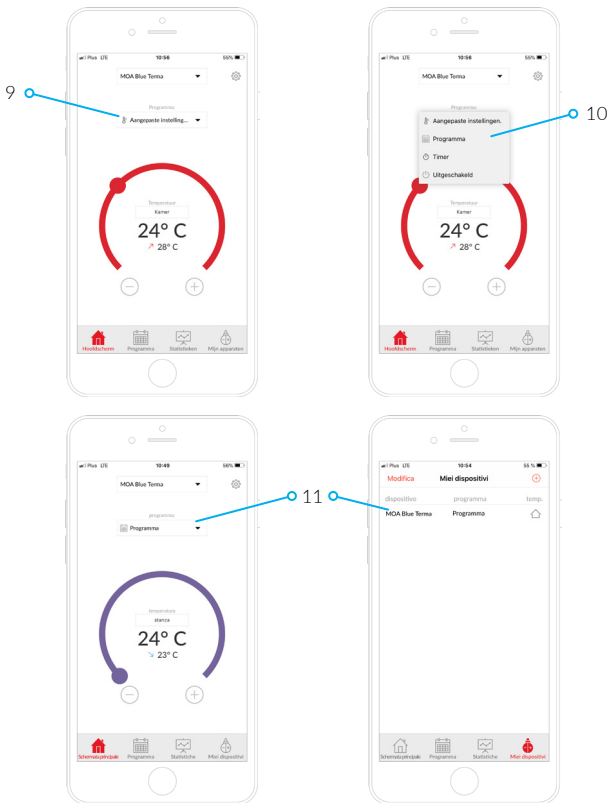 9
Plus LTE 10:56 55%
MOA Blue Terma
Programma
Aangepaste instelling...
Temperatuur
Kamer
24° C
↗ 28° C
Hoofdscherm Programma Statistieken Mijn apparaten
10
Plus LTE 10:56 55%
MOA Blue Terma
Programma
Aangepaste instellingen.
Programma
Timer
Uitgeschakeld
Temperatuur
Kamer
24° C
↗ 28° C
Hoofdscherm Programma Statistieken Mijn apparaten
11
Plus LTE 10:49 56%
MOA Blue Terma
programma
Programma
temperatura
stanza
24° C
↘ 23° C
Schermata principale Programma Statistiche Miei dispositivi
Plus LTE 10:54 55 %
Modifica Miei dispositivi
dispositivo programma temp.
MOA Blue Terma Programma
Schermata principale Programma Statistiche Miei dispositivi